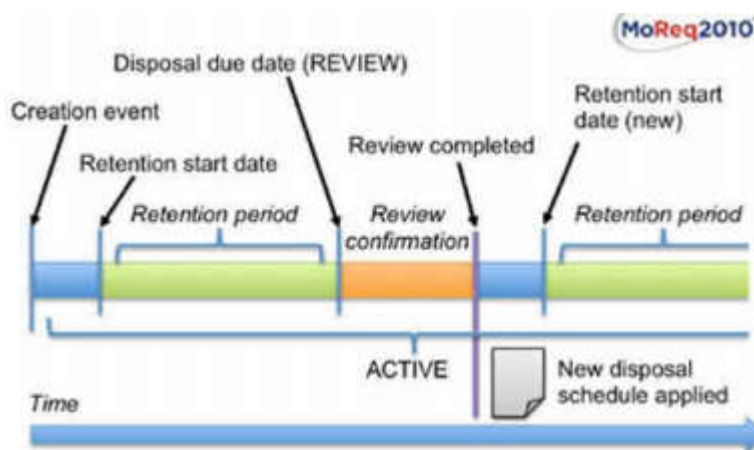 MoReq2010
Disposal due date (REVIEW)
Creation event
Retention start
date (new)
Review completed
Retention start date
Retention period
Review
confirmation
Retention period
ACTIVE
New disposal
schedule applied
Time